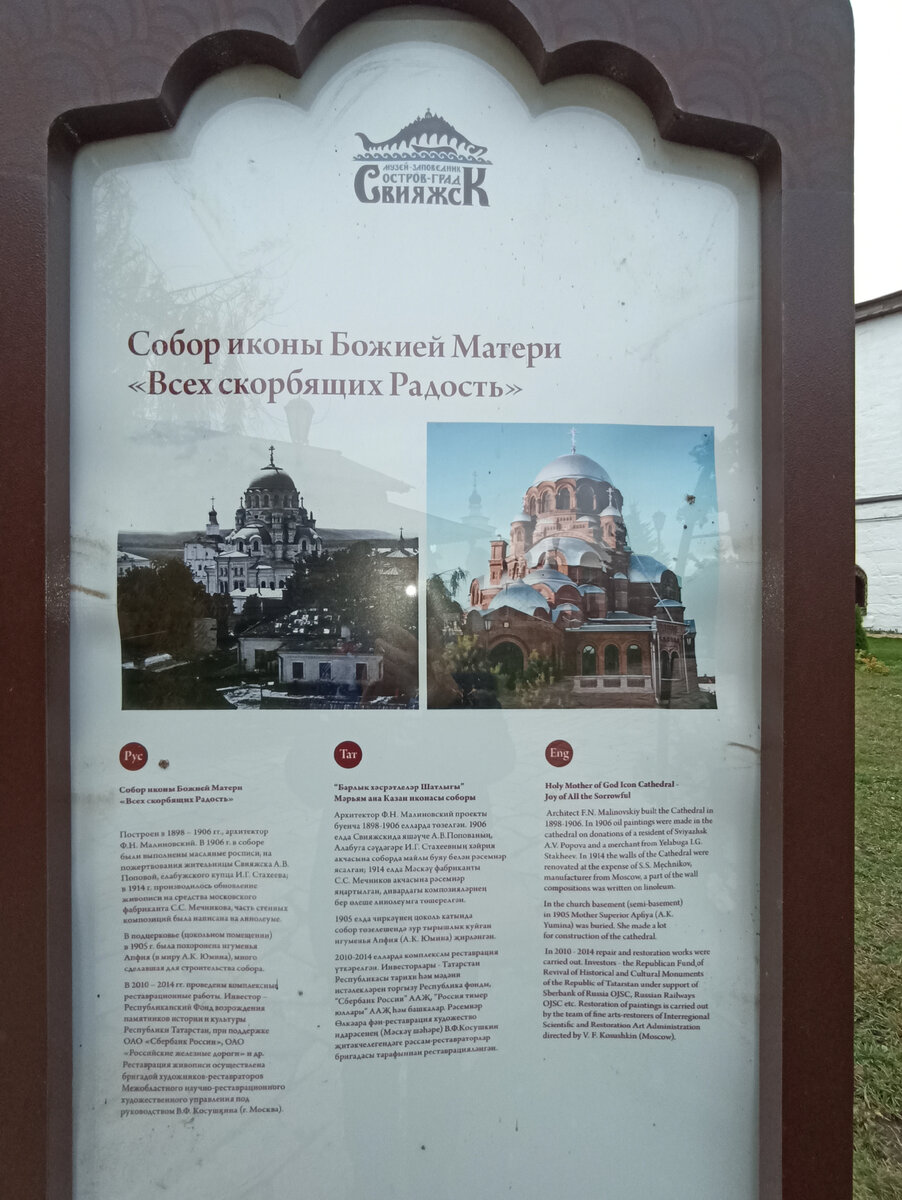 МУЗЕЙ-ЗАПОВЕДНИК
ОСТРОВ-ГРАД
СВИЯЖСК
Собор иконы Божией Матери
«Всех скорбящих Радость»
Рус
Собор иконы Божией Матери
«Всех скорбящих Радость»
Построен в 1898 – 1906 гг., архитектор
Ф.Н. Малиновский. В 1906 г. в соборе
были выполнены масляные росписи, на
пожертвования жительницы Свияжска А.В.
Поповой, елабужского купца И.Г. Стахеева;
в 1914 г. производилось обновление
живописи на средства московского
фабриканта С.С. Мечникова, часть стенных
композиций была написана на линолеуме.
В подцерковье (цокольном помещении)
в 1905 г. была похоронена игуменья
Апфия (в миру А.К. Юмина), много
сделавшая для строительства собора.
В 2010 – 2014 гг. проведены комплексные
реставрационные работы. Инвестор –
Республиканский Фонд возрождения
памятников истории и культуры
Республики Татарстан, при поддержке
ОАО «Сбербанк России», ОАО
«Российские железные дороги» и др.
Реставрация живописи осуществлена
бригадой художников-реставраторов
Межобластного научно-реставрационного
художественного управления под
руководством В.Ф. Косушкина (г. Москва).
Тат
"Барлык хәсрәтлеләр Шатлыгы"
Мәрьям ана Казан иконасы соборы
Архитектор Ф.Н. Малиновский проекты
буенча 1898-1906 елларда төзелгән. 1906
елда Свияжскида яшәүче А.В.Попованың,
Алабуга сәүдәгәре И.Г. Стахеевның хәйрия
акчасына соборда майлы буяу белән рәсемнәр
ясалган; 1914 елда Мәскәү фабриканты
С.С. Мечников акчасына рәсемнәр
яңартылган, дивардагы композицияләрнең
бер өлеше линолеумга төшерелгән.
1905 елда чиркәүнең цоколь катында
собор төзелешендә зур тырышлык куйган
игуменья Апфия (А.К. Юмина) җирләнгән.
2010-2014 елларда комплекслы реставрация
үткәрелгән. Инвесторлары - Татарстан
Республикасы тарихи һәм мәдәни
истәлекләрен торгызу Республика фонды,
"Сбербанк России" ААҖ, "Россия тимер
юллары" ААҖ һәм башкалар. Рәсемнәр
Өлкәара фән-реставрация художество
идарәсенең (Мәскәү шәһәре) В.Ф.Косушкин
җитәкчелегендәге рәссам-реставраторлар
бригадасы тарафыннан реставрацияләнгән.
Eng
Holy Mother of God Icon Cathedral -
Joy of All the Sorrowful
Architect F.N. Malinovskiy built the Cathedral in
1898-1906. In 1906 oil paintings were made in the
cathedral on donations of a resident of Sviyazhsk
A.V. Popova and a merchant from Yelabuga I.G.
Stakheev. In 1914 the walls of the Cathedral were
renovated at the expense of S.S. Mechnikov,
manufacturer from Moscow, a part of the wall
compositions was written on linoleum.
In the church basement (semi-basement)
in 1905 Mother Superior Apfiya (A.K.
Yumina) was buried. She made a lot
for construction of the cathedral.
In 2010 - 2014 repair and restoration works were
carried out. Investors - the Republican Fund of
Revival of Historical and Cultural Monuments
of the Republic of Tatarstan under support of
Sberbank of Russia OJSC, Russian Railways
OJSC etc. Restoration of paintings is carried out
by the team of fine arts-restorers of Interregional
Scientific and Restoration Art Administration
directed by V. F. Kosushkin (Moscow).